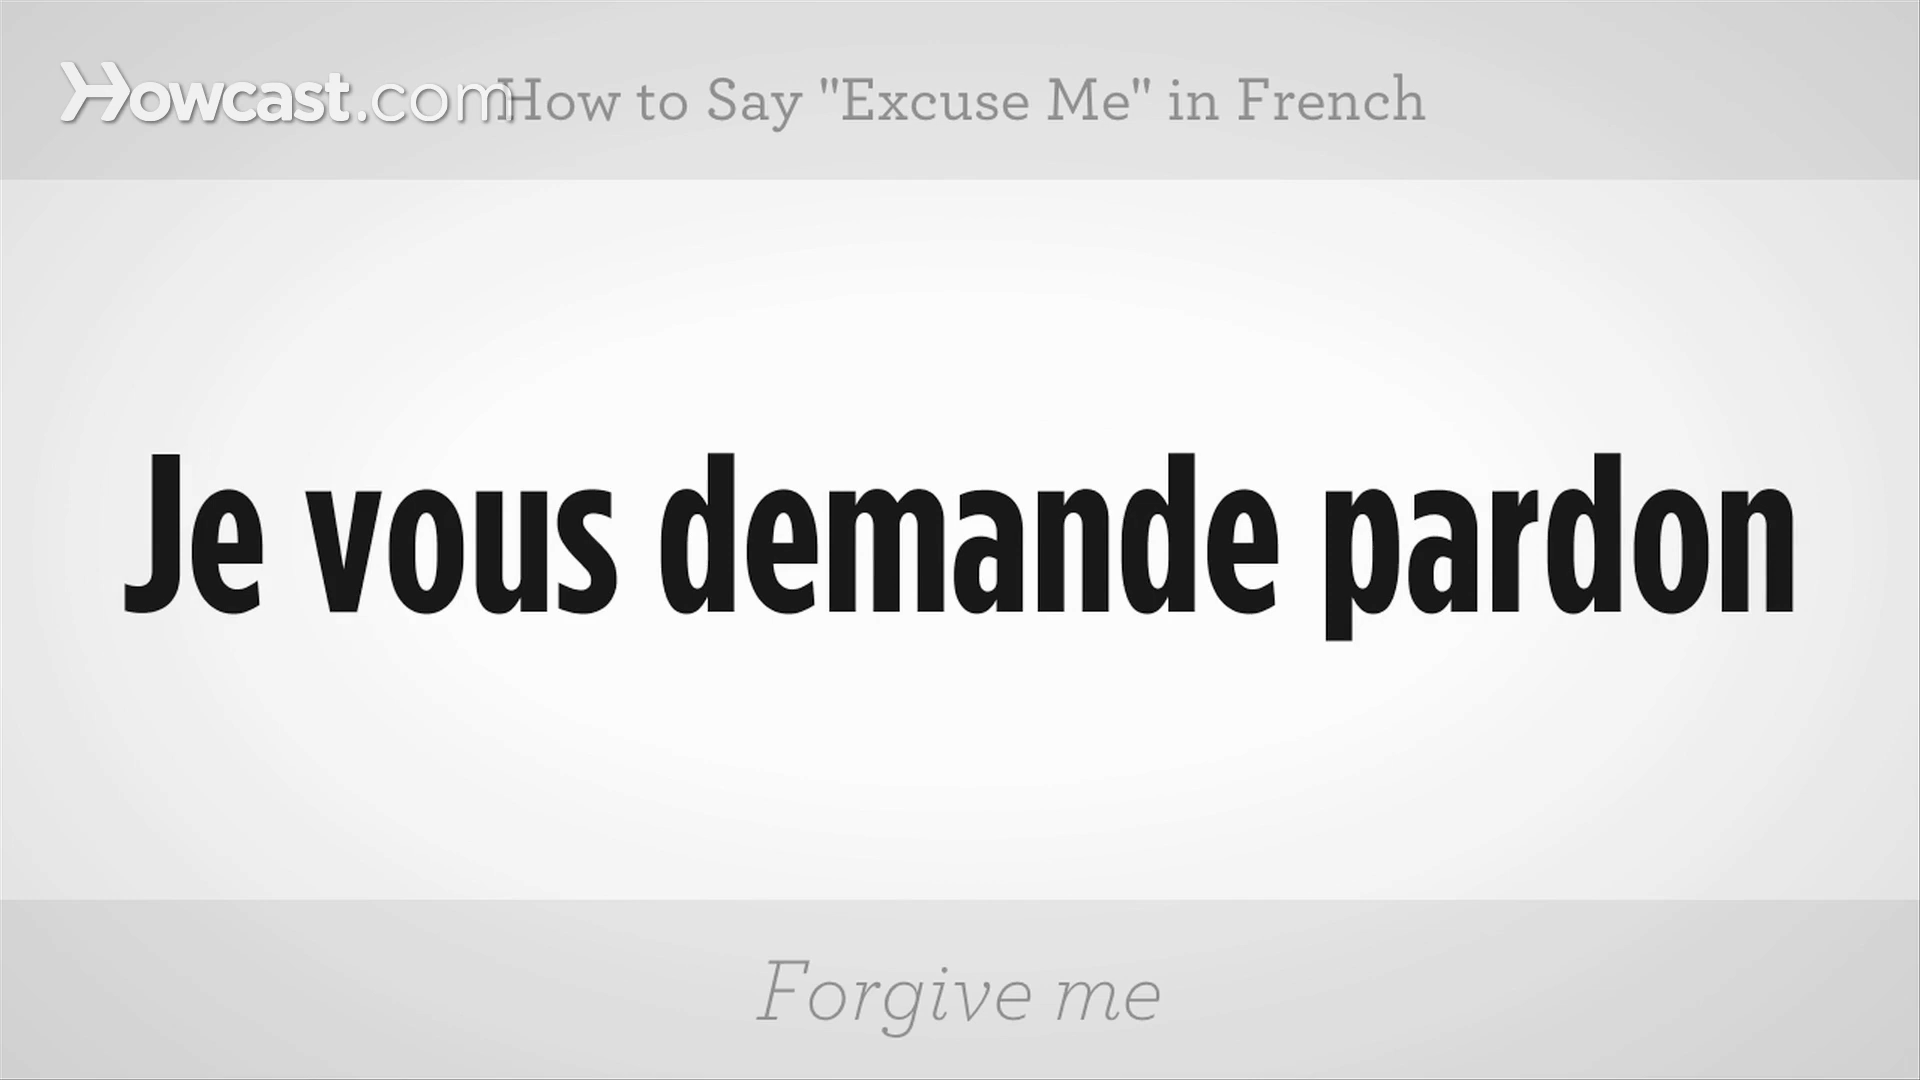 Howcast.com
How to Say "Excuse Me" in French
Je vous demande pardon
Forgive me